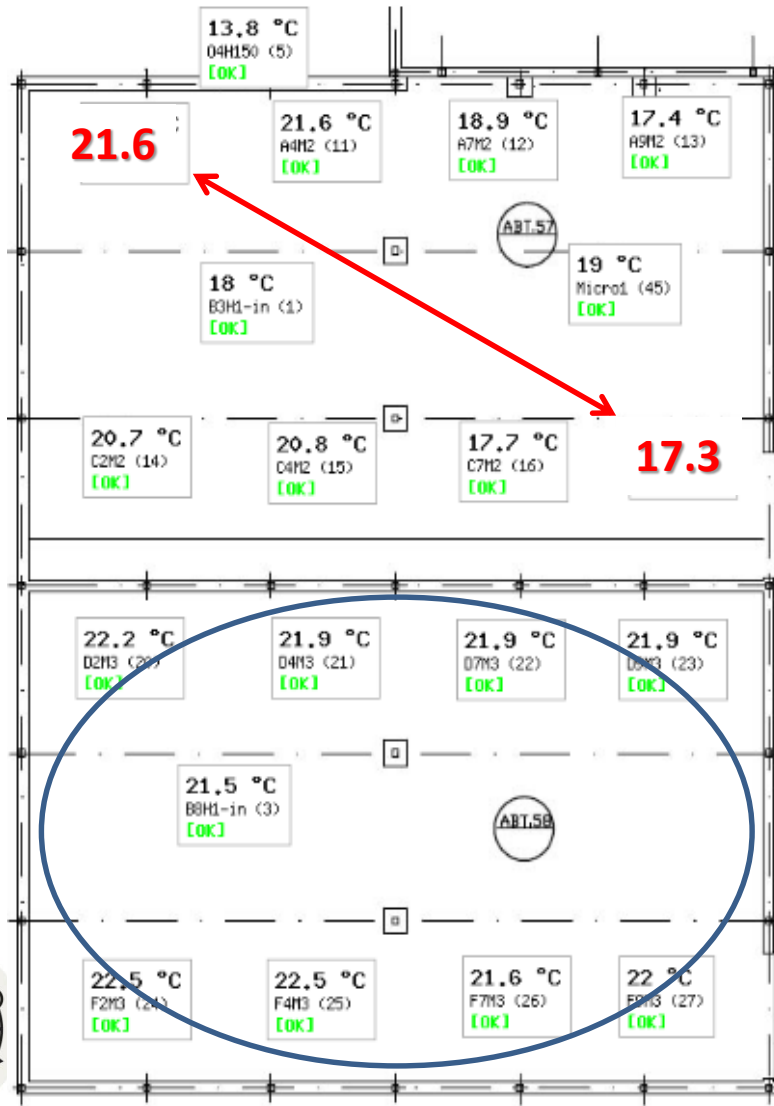 13.8 °C
O4H150 (5)
[OK]
21.6
21.6 °C
A4M2 (11)
[OK]
18.9 °C
A7M2 (12)
[OK]
17.4 °C
A9M2 (13)
[OK]
ABT.57
18 °C
B3H1-in (1)
[OK]
19 °C
Micro1 (45)
[OK]
20.7 °C
C2M2 (14)
[OK]
20.8 °C
C4M2 (15)
[OK]
17.7 °C
C7M2 (16)
[OK]
17.3
22.2 °C
D2M3 (20)
[OK]
21.9 °C
D4M3 (21)
[OK]
21.9 °C
D7M3 (22)
[OK]
21.9 °C
D9M3 (23)
[OK]
21.5 °C
B8H1-in (3)
[OK]
ABT.58
22.5 °C
F2M3 (24)
[OK]
22.5 °C
F4M3 (25)
[OK]
21.6 °C
F7M3 (26)
[OK]
22 °C
F9M3 (27)
[OK]